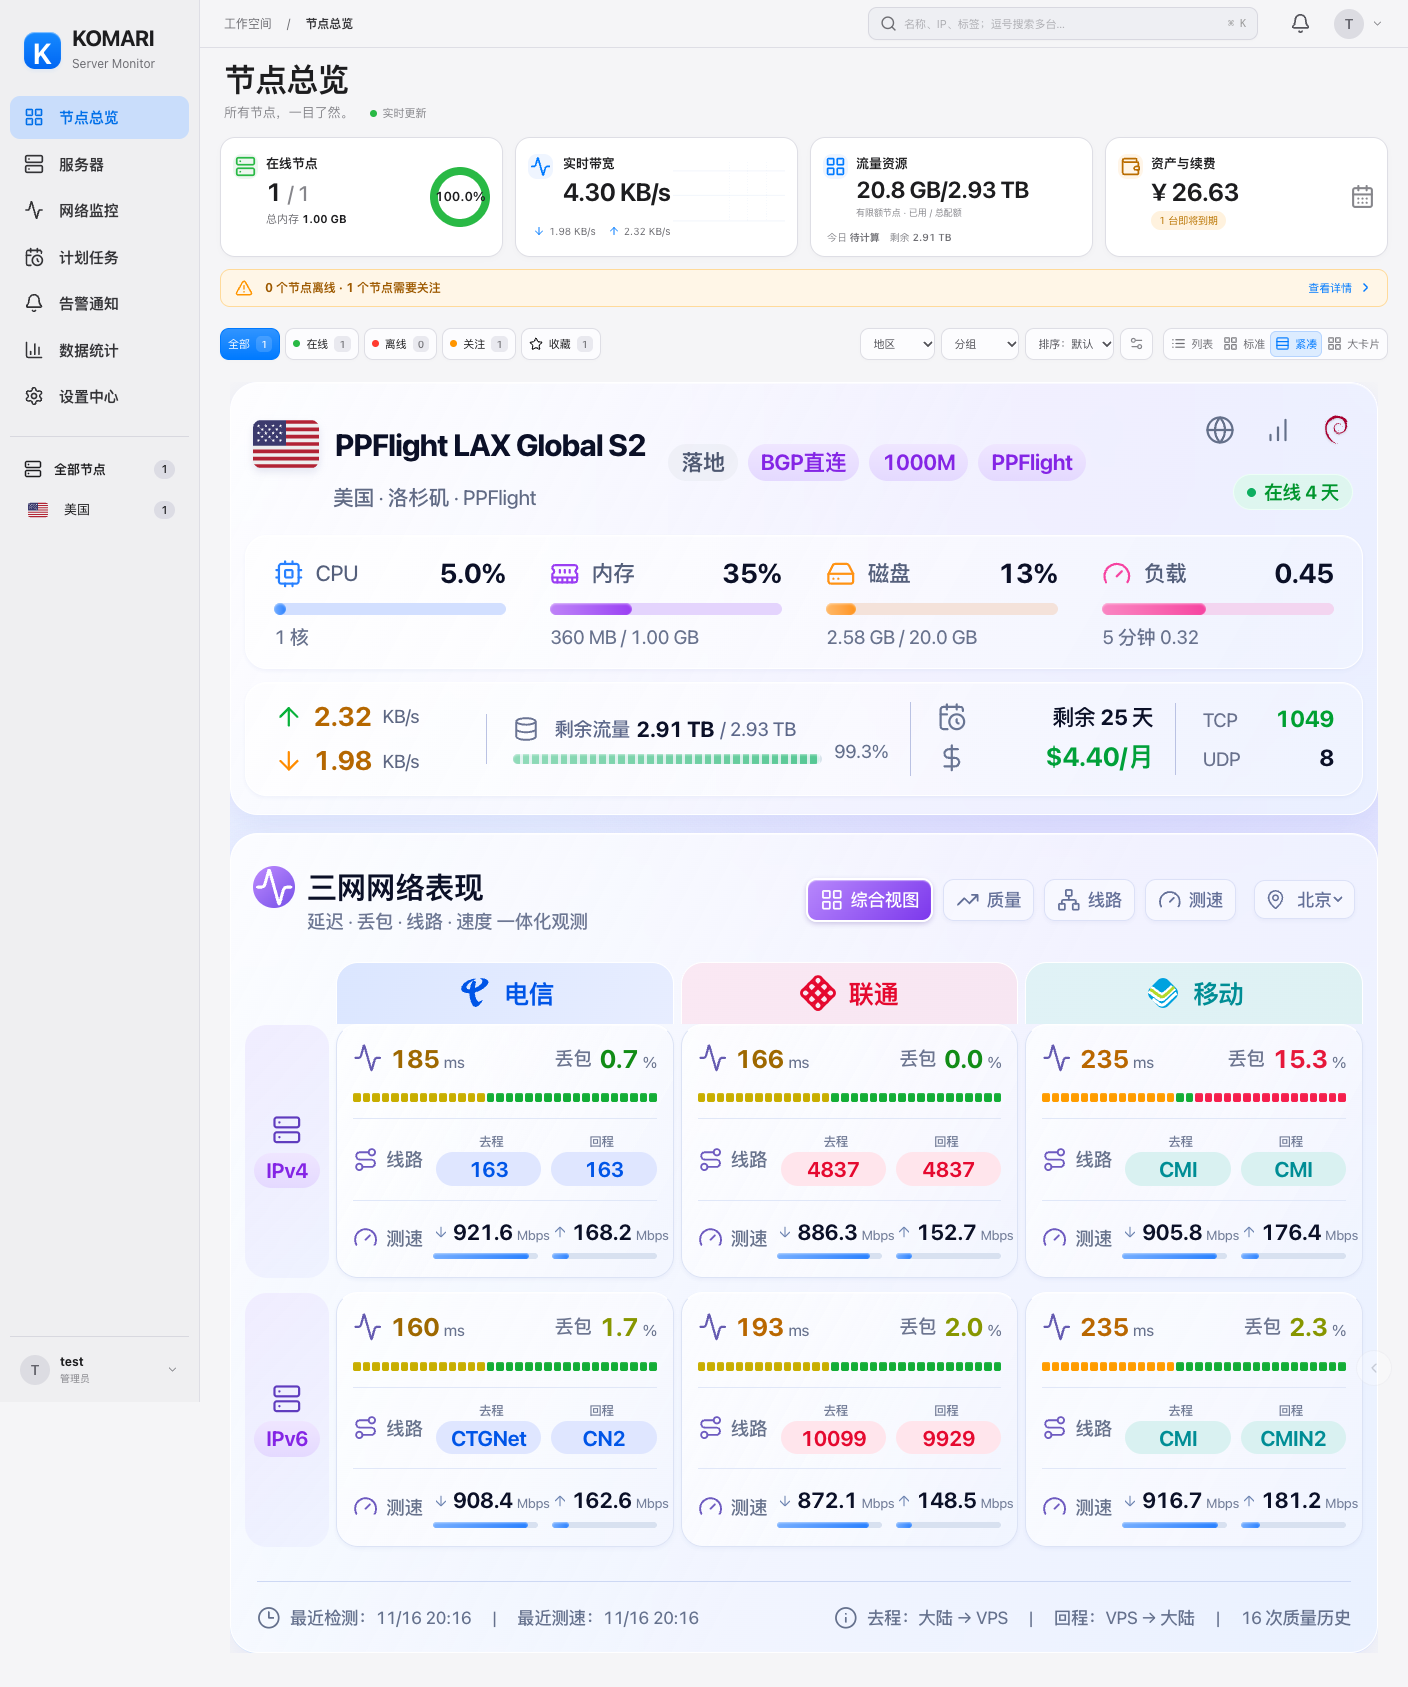 K KOMARI
Server Monitor
节点总览
服务器
网络监控
计划任务
告警通知
数据统计
设置中心
全部节点 1
美国 1
T test
管理员
工作空间 / 节点总览
名称、IP、标签；逗号搜索多台... ⌘ K
T
节点总览
所有节点，一目了然。 实时更新
在线节点
1 / 1
总内存 1.00 GB
100.0%
实时带宽
4.30 KB/s
↓ 1.98 KB/s ↑ 2.32 KB/s
流量资源
20.8 GB/2.93 TB
有限额节点 · 已用 / 总配额
今日 待计算 剩余 2.91 TB
资产与续费
¥ 26.63
1 台即将到期
0 个节点离线 · 1 个节点需要关注 查看详情
全部 1 在线 1 离线 0 关注 1 收藏 1
地区 分组 排序：默认 列表 标准 紧凑 大卡片
PPFlight LAX Global S2 落地 BGP直连 1000M PPFlight
美国 · 洛杉矶 · PPFlight 在线 4 天
CPU 5.0% 内存 35% 磁盘 13% 负载 0.45
1 核 360 MB / 1.00 GB 2.58 GB / 20.0 GB 5 分钟 0.32
↑ 2.32 KB/s
↓ 1.98 KB/s
剩余流量 2.91 TB / 2.93 TB
99.3%
剩余 25 天
$ $4.40/月
TCP 1049
UDP 8
三网网络表现
延迟 · 丢包 · 线路 · 速度 一体化观测
综合视图 质量 线路 测速 北京
电信 联通 移动
IPv4
185 ms 丢包 0.7 % 166 ms 丢包 0.0 % 235 ms 丢包 15.3 %
去程 回程 去程 回程 去程 回程
线路 163 163 线路 4837 4837 线路 CMI CMI
测速 ↓ 921.6 Mbps ↑ 168.2 Mbps 测速 ↓ 886.3 Mbps ↑ 152.7 Mbps 测速 ↓ 905.8 Mbps ↑ 176.4 Mbps
IPv6
160 ms 丢包 1.7 % 193 ms 丢包 2.0 % 235 ms 丢包 2.3 %
去程 回程 去程 回程 去程 回程
线路 CTGNet CN2 线路 10099 9929 线路 CMI CMIN2
测速 ↓ 908.4 Mbps ↑ 162.6 Mbps 测速 ↓ 872.1 Mbps ↑ 148.5 Mbps 测速 ↓ 916.7 Mbps ↑ 181.2 Mbps
最近检测：11/16 20:16 | 最近测速：11/16 20:16 去程：大陆 → VPS | 回程：VPS → 大陆 | 16 次质量历史